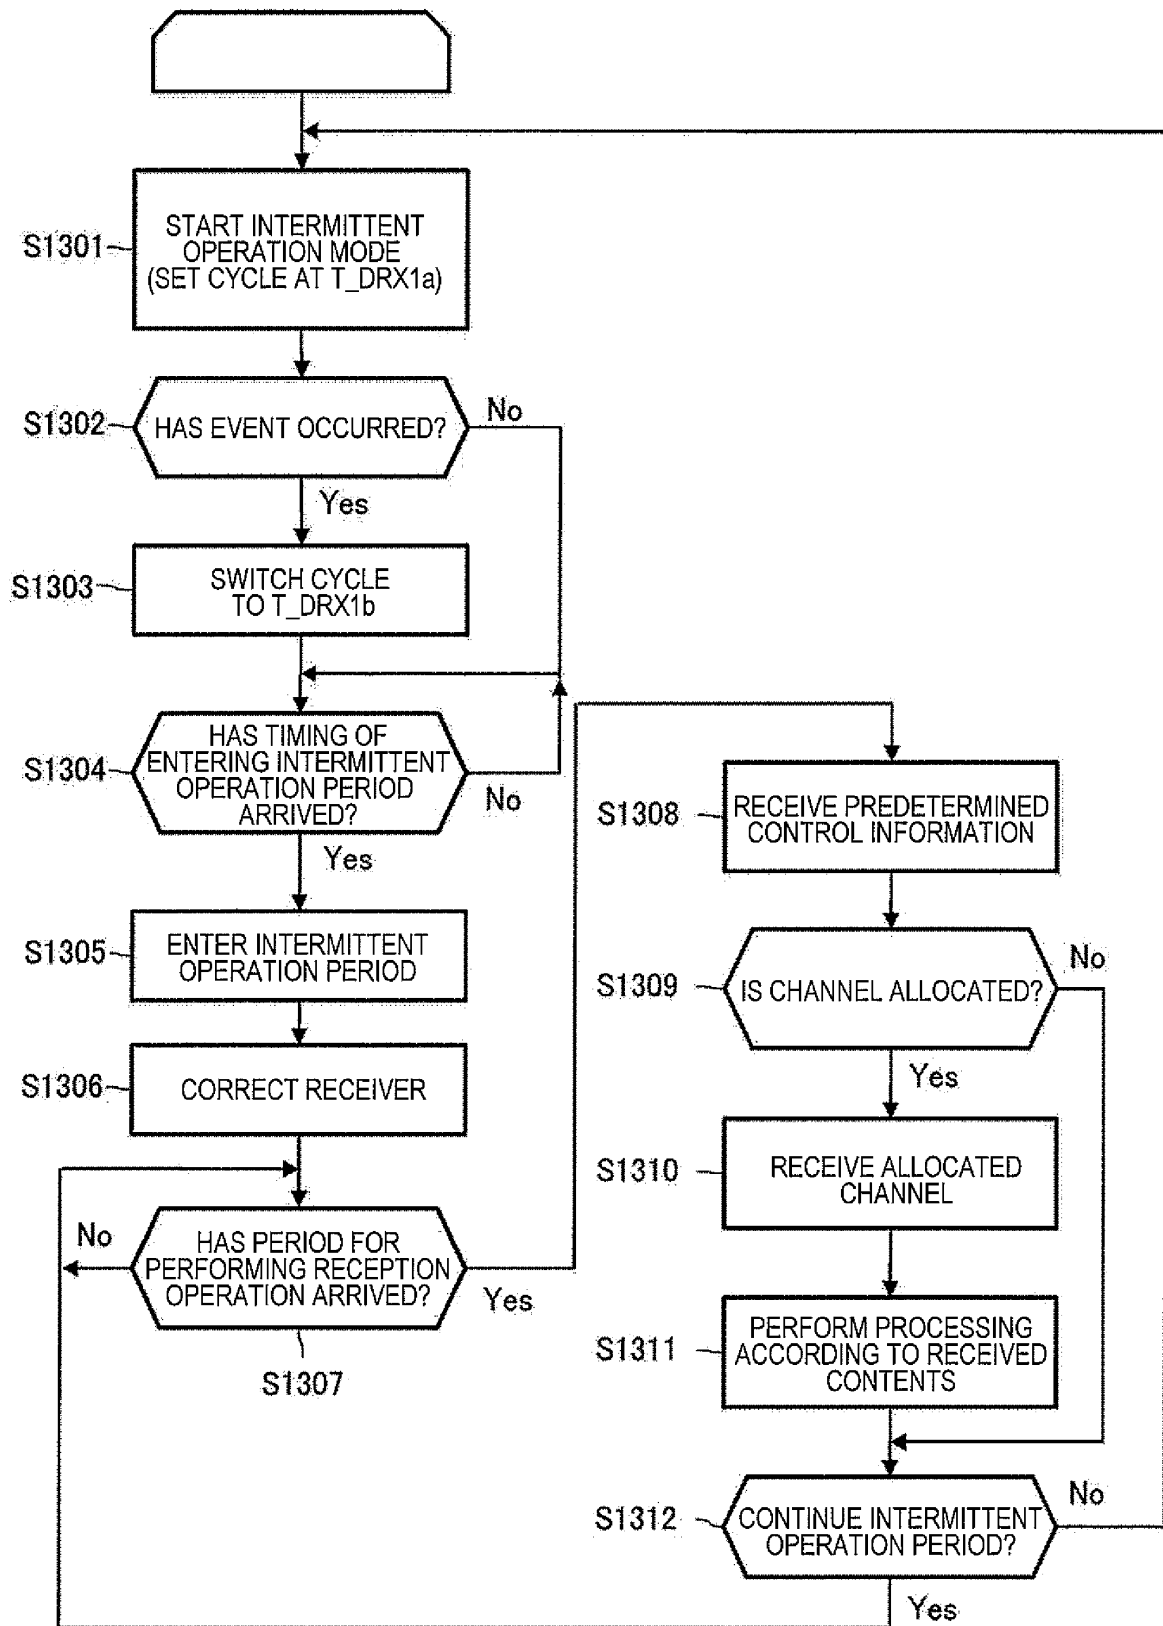 S1301
START INTERMITTENT
OPERATION MODE
(SET CYCLE AT T_DRX1a)
S1302
HAS EVENT OCCURRED?
No
Yes
S1303
SWITCH CYCLE
TO T_DRX1b
S1304
HAS TIMING OF
ENTERING INTERMITTENT
OPERATION PERIOD
ARRIVED?
No
Yes
S1305
ENTER INTERMITTENT
OPERATION PERIOD
S1306
CORRECT RECEIVER
No
HAS PERIOD FOR
PERFORMING RECEPTION
OPERATION ARRIVED?
Yes
S1307
S1308
RECEIVE PREDETERMINED
CONTROL INFORMATION
S1309
IS CHANNEL ALLOCATED?
No
Yes
S1310
RECEIVE ALLOCATED
CHANNEL
S1311
PERFORM PROCESSING
ACCORDING TO RECEIVED
CONTENTS
S1312
CONTINUE INTERMITTENT
OPERATION PERIOD?
No
Yes